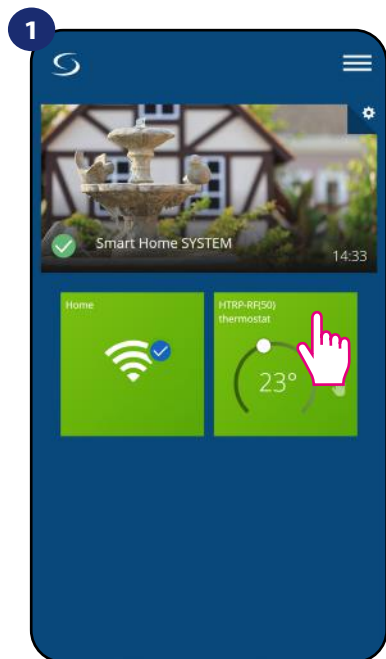 1
Smart Home SYSTEM
14:33
Home
HTRP-RF(50)
thermostat
23°